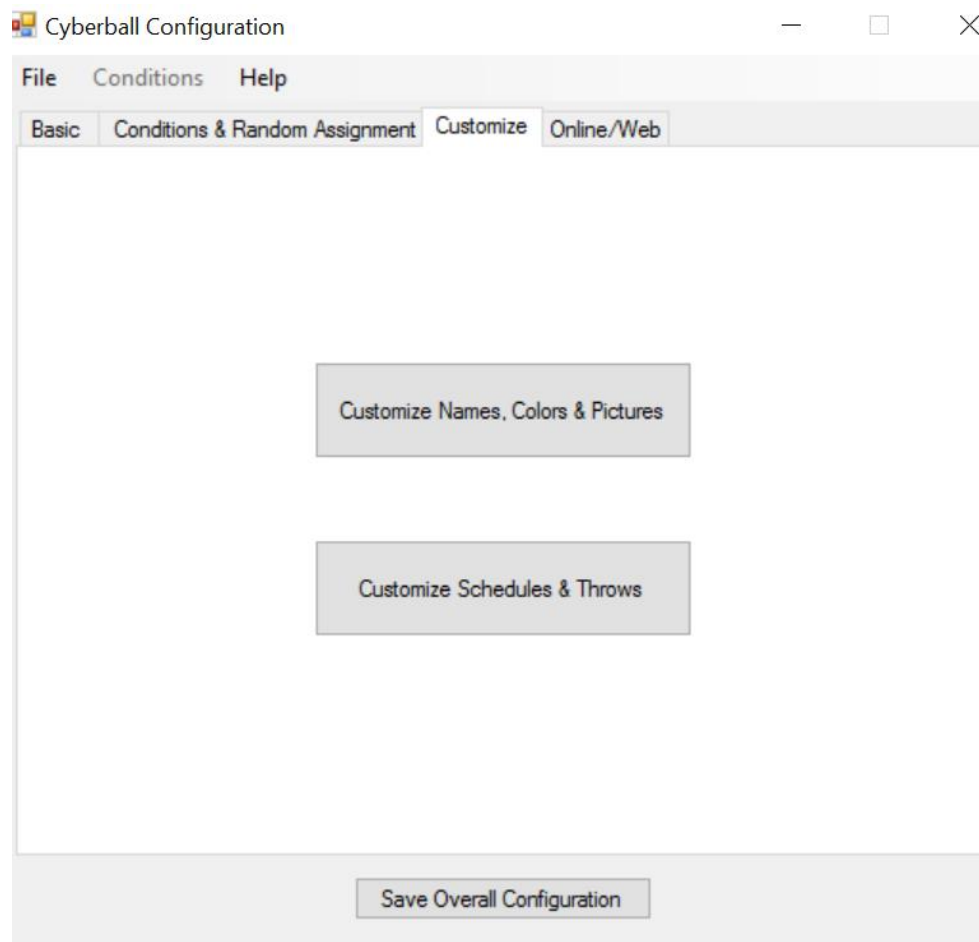 Cyberball Configuration
File Conditions Help
Basic Conditions & Random Assignment Customize Online/Web
Customize Names, Colors & Pictures
Customize Schedules & Throws
Save Overall Configuration